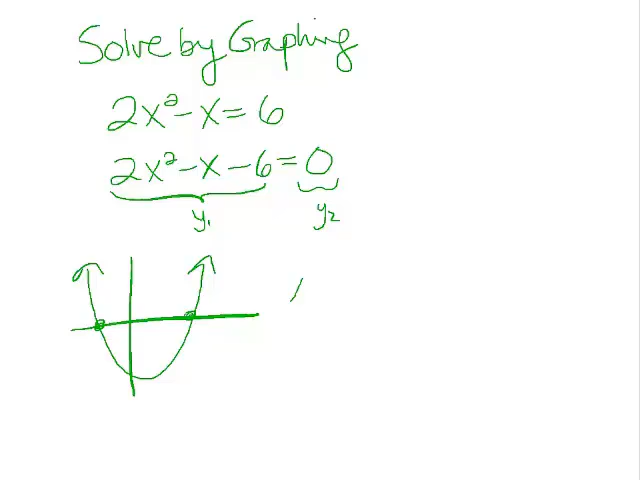 Solve by Graphing
2x² - x = 6
2x² - x - 6 = 0
y₁ y₂